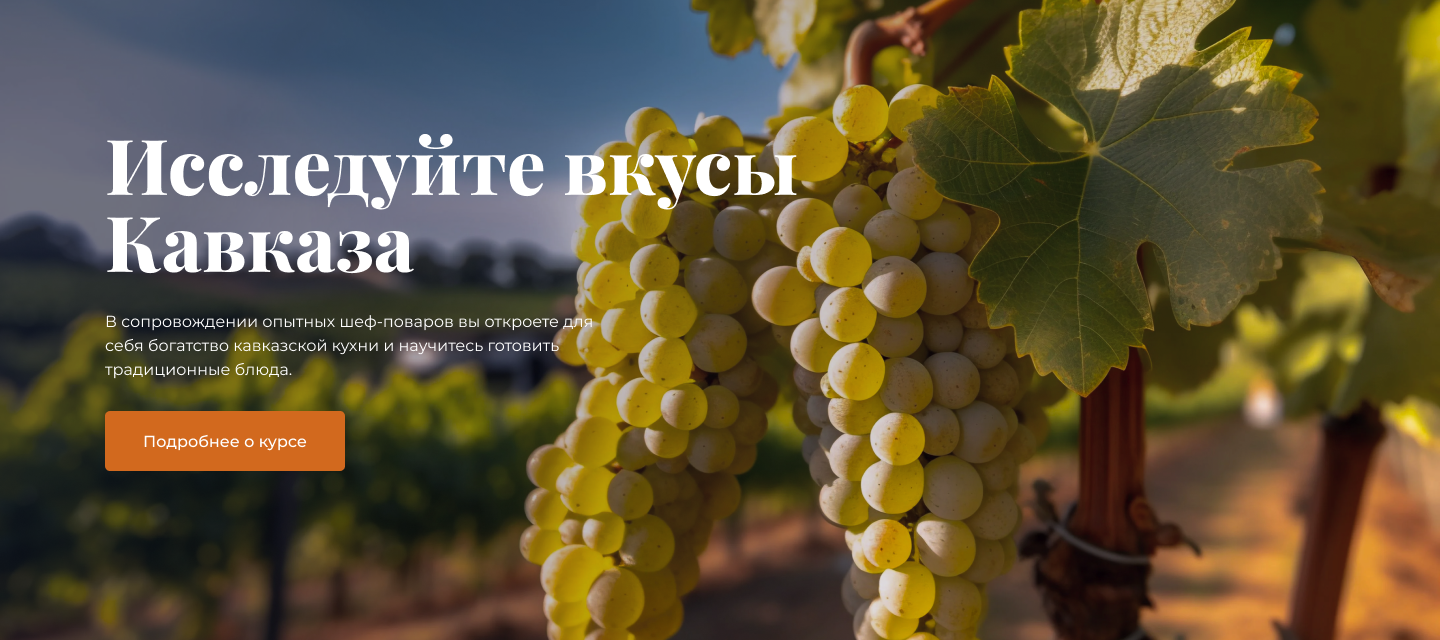 Исследуйте вкусы
Кавказа
В сопровождении опытных шеф-поваров вы откроете для
себя богатство кавказской кухни и научитесь готовить
традиционные блюда.
Подробнее о курсе